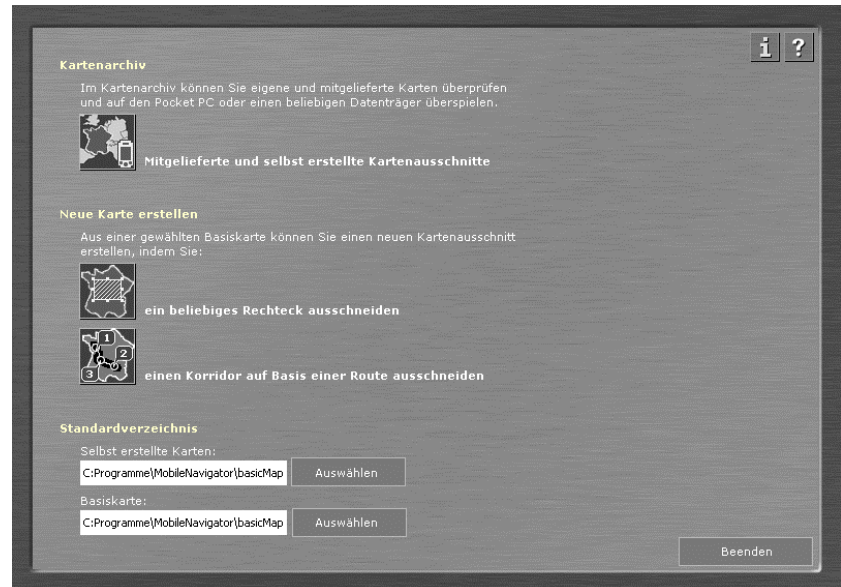 i ?
Kartenarchiv
Im Kartenarchiv können Sie eigene und mitgelieferte Karten überprüfen
und auf den Pocket PC oder einen beliebigen Datenträger überspielen.
Mitgelieferte und selbst erstellte Kartenausschnitte
Neue Karte erstellen
Aus einer gewählten Basiskarte können Sie einen neuen Kartenausschnitt
erstellen, indem Sie:
ein beliebiges Rechteck ausschneiden
1
2
3
einen Korridor auf Basis einer Route ausschneiden
Standardverzeichnis
Selbst erstellte Karten:
C:Programme\MobileNavigator\basicMap Auswählen
Basiskarte:
C:Programme\MobileNavigator\basicMap Auswählen
Beenden